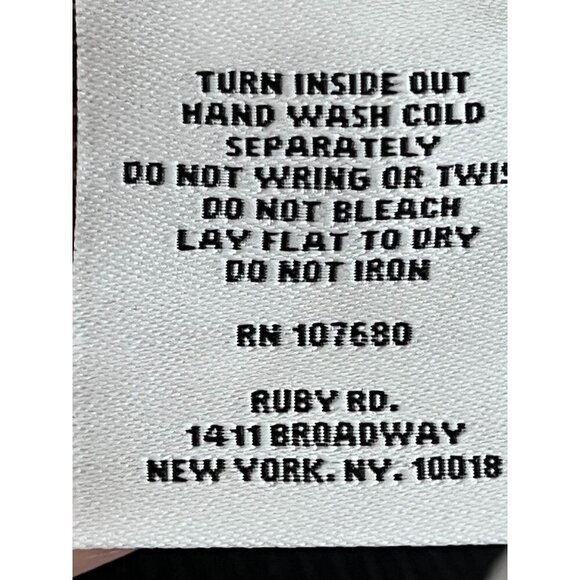 TURN INSIDE OUT
HAND WASH COLD
SEPARATELY
DO NOT WRING OR TWIS
DO NOT BLEACH
LAY FLAT TO DRY
DO NOT IRON
RN 107680
RUBY RD.
1411 BROADWAY
NEW YORK. NY. 10018